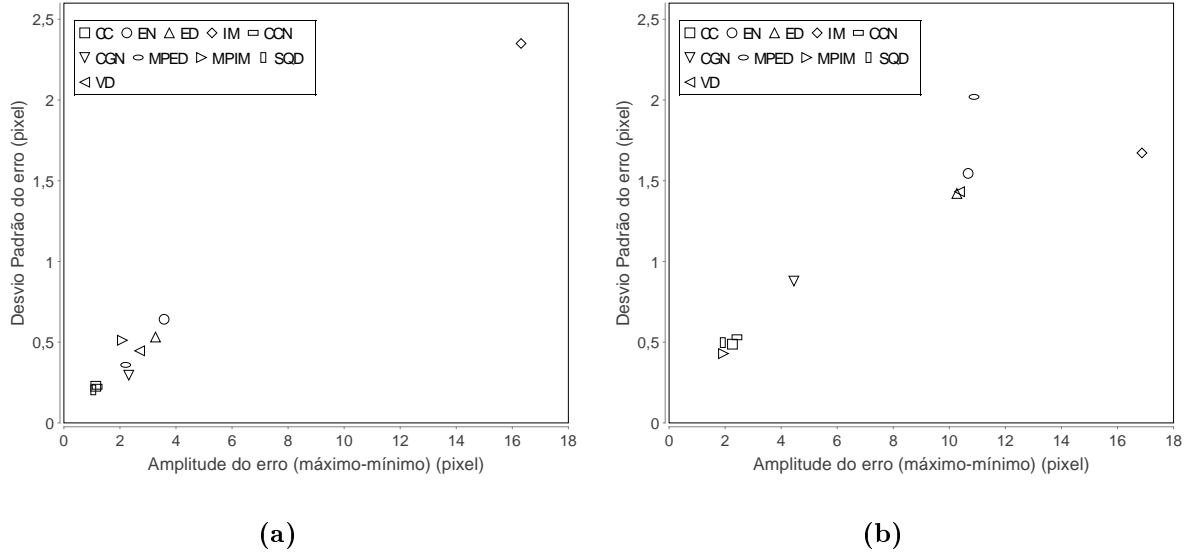 CC EN ED IM CCN
CGN MPED MPIM SQD
VD
Desvio Padrão do erro (pixel)
2,5
2
1,5
1
0,5
0
0 2 4 6 8 10 12 14 16 18
Amplitude do erro (máximo-mínimo) (pixel)
(a)
CC EN ED IM CCN
CGN MPED MPIM SQD
VD
Desvio Padrão do erro (pixel)
2,5
2
1,5
1
0,5
0
0 2 4 6 8 10 12 14 16 18
Amplitude do erro (máximo-mínimo) (pixel)
(b)